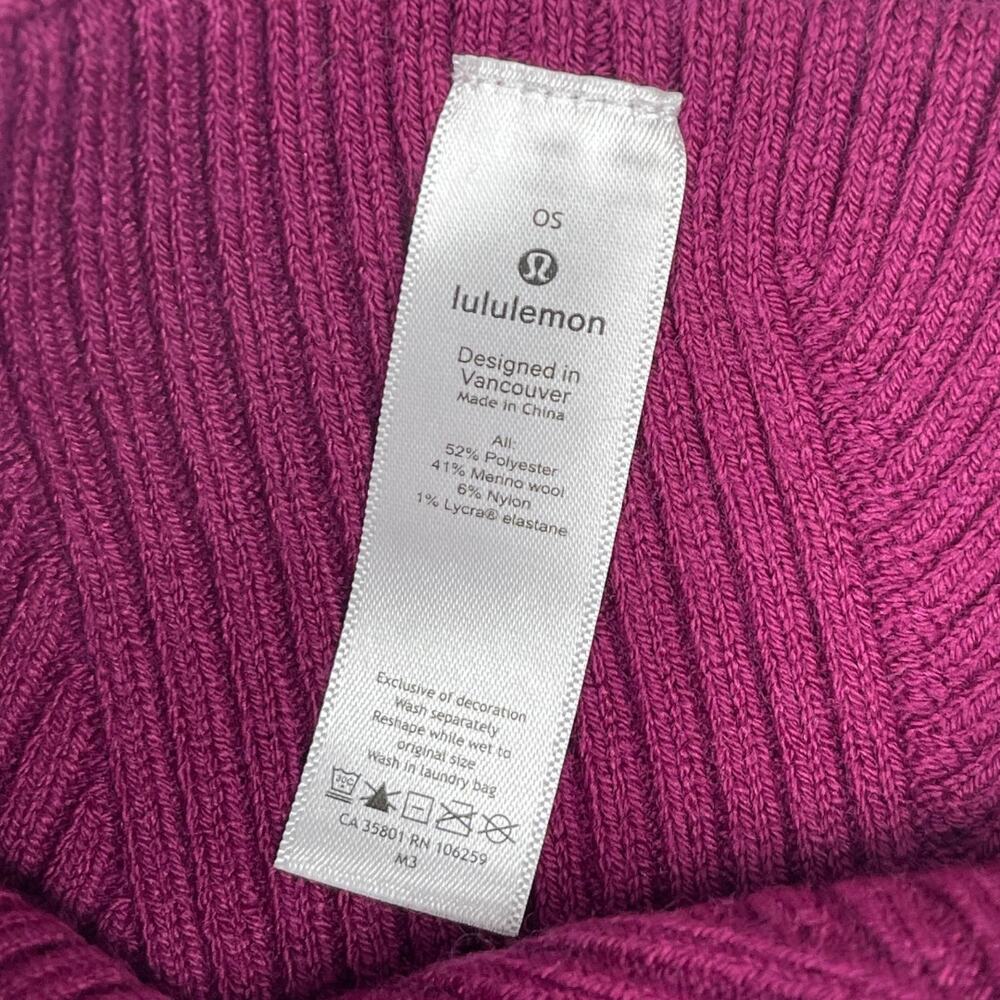 OS
lululemon
Designed in
Vancouver
Made in China
All:
52% Polyester
41% Merino wool
6% Nylon
1% Lycra® elastane
Exclusive of decoration
Wash separately
Reshape while wet to
original size
Wash in laundry bag
30C
CA 35801 RN 106259
M3